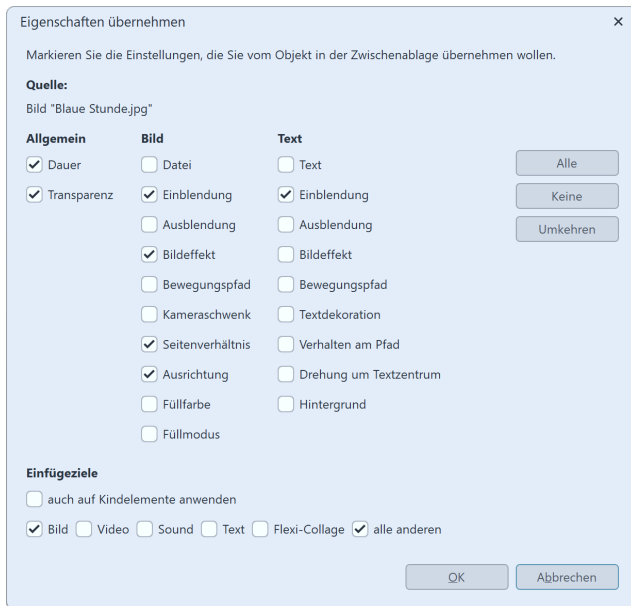 Eigenschaften übernehmen
Markieren Sie die Einstellungen, die Sie vom Objekt in der Zwischenablage übernehmen wollen.
Quelle:
Bild "Blaue Stunde.jpg"
Allgemein
Dauer
Transparenz
Bild
Datei
Einblendung
Ausblendung
Bildeffekt
Bewegungspfad
Kameraschwenk
Seitenverhältnis
Ausrichtung
Füllfarbe
Füllmodus
Text
Text
Einblendung
Ausblendung
Bildeffekt
Bewegungspfad
Textdekoration
Verhalten am Pfad
Drehung um Textzentrum
Hintergrund
Alle
Keine
Umkehren
Einfügeziele
auch auf Kindelemente anwenden
Bild Video Sound Text Flexi-Collage alle anderen
OK Abbrechen